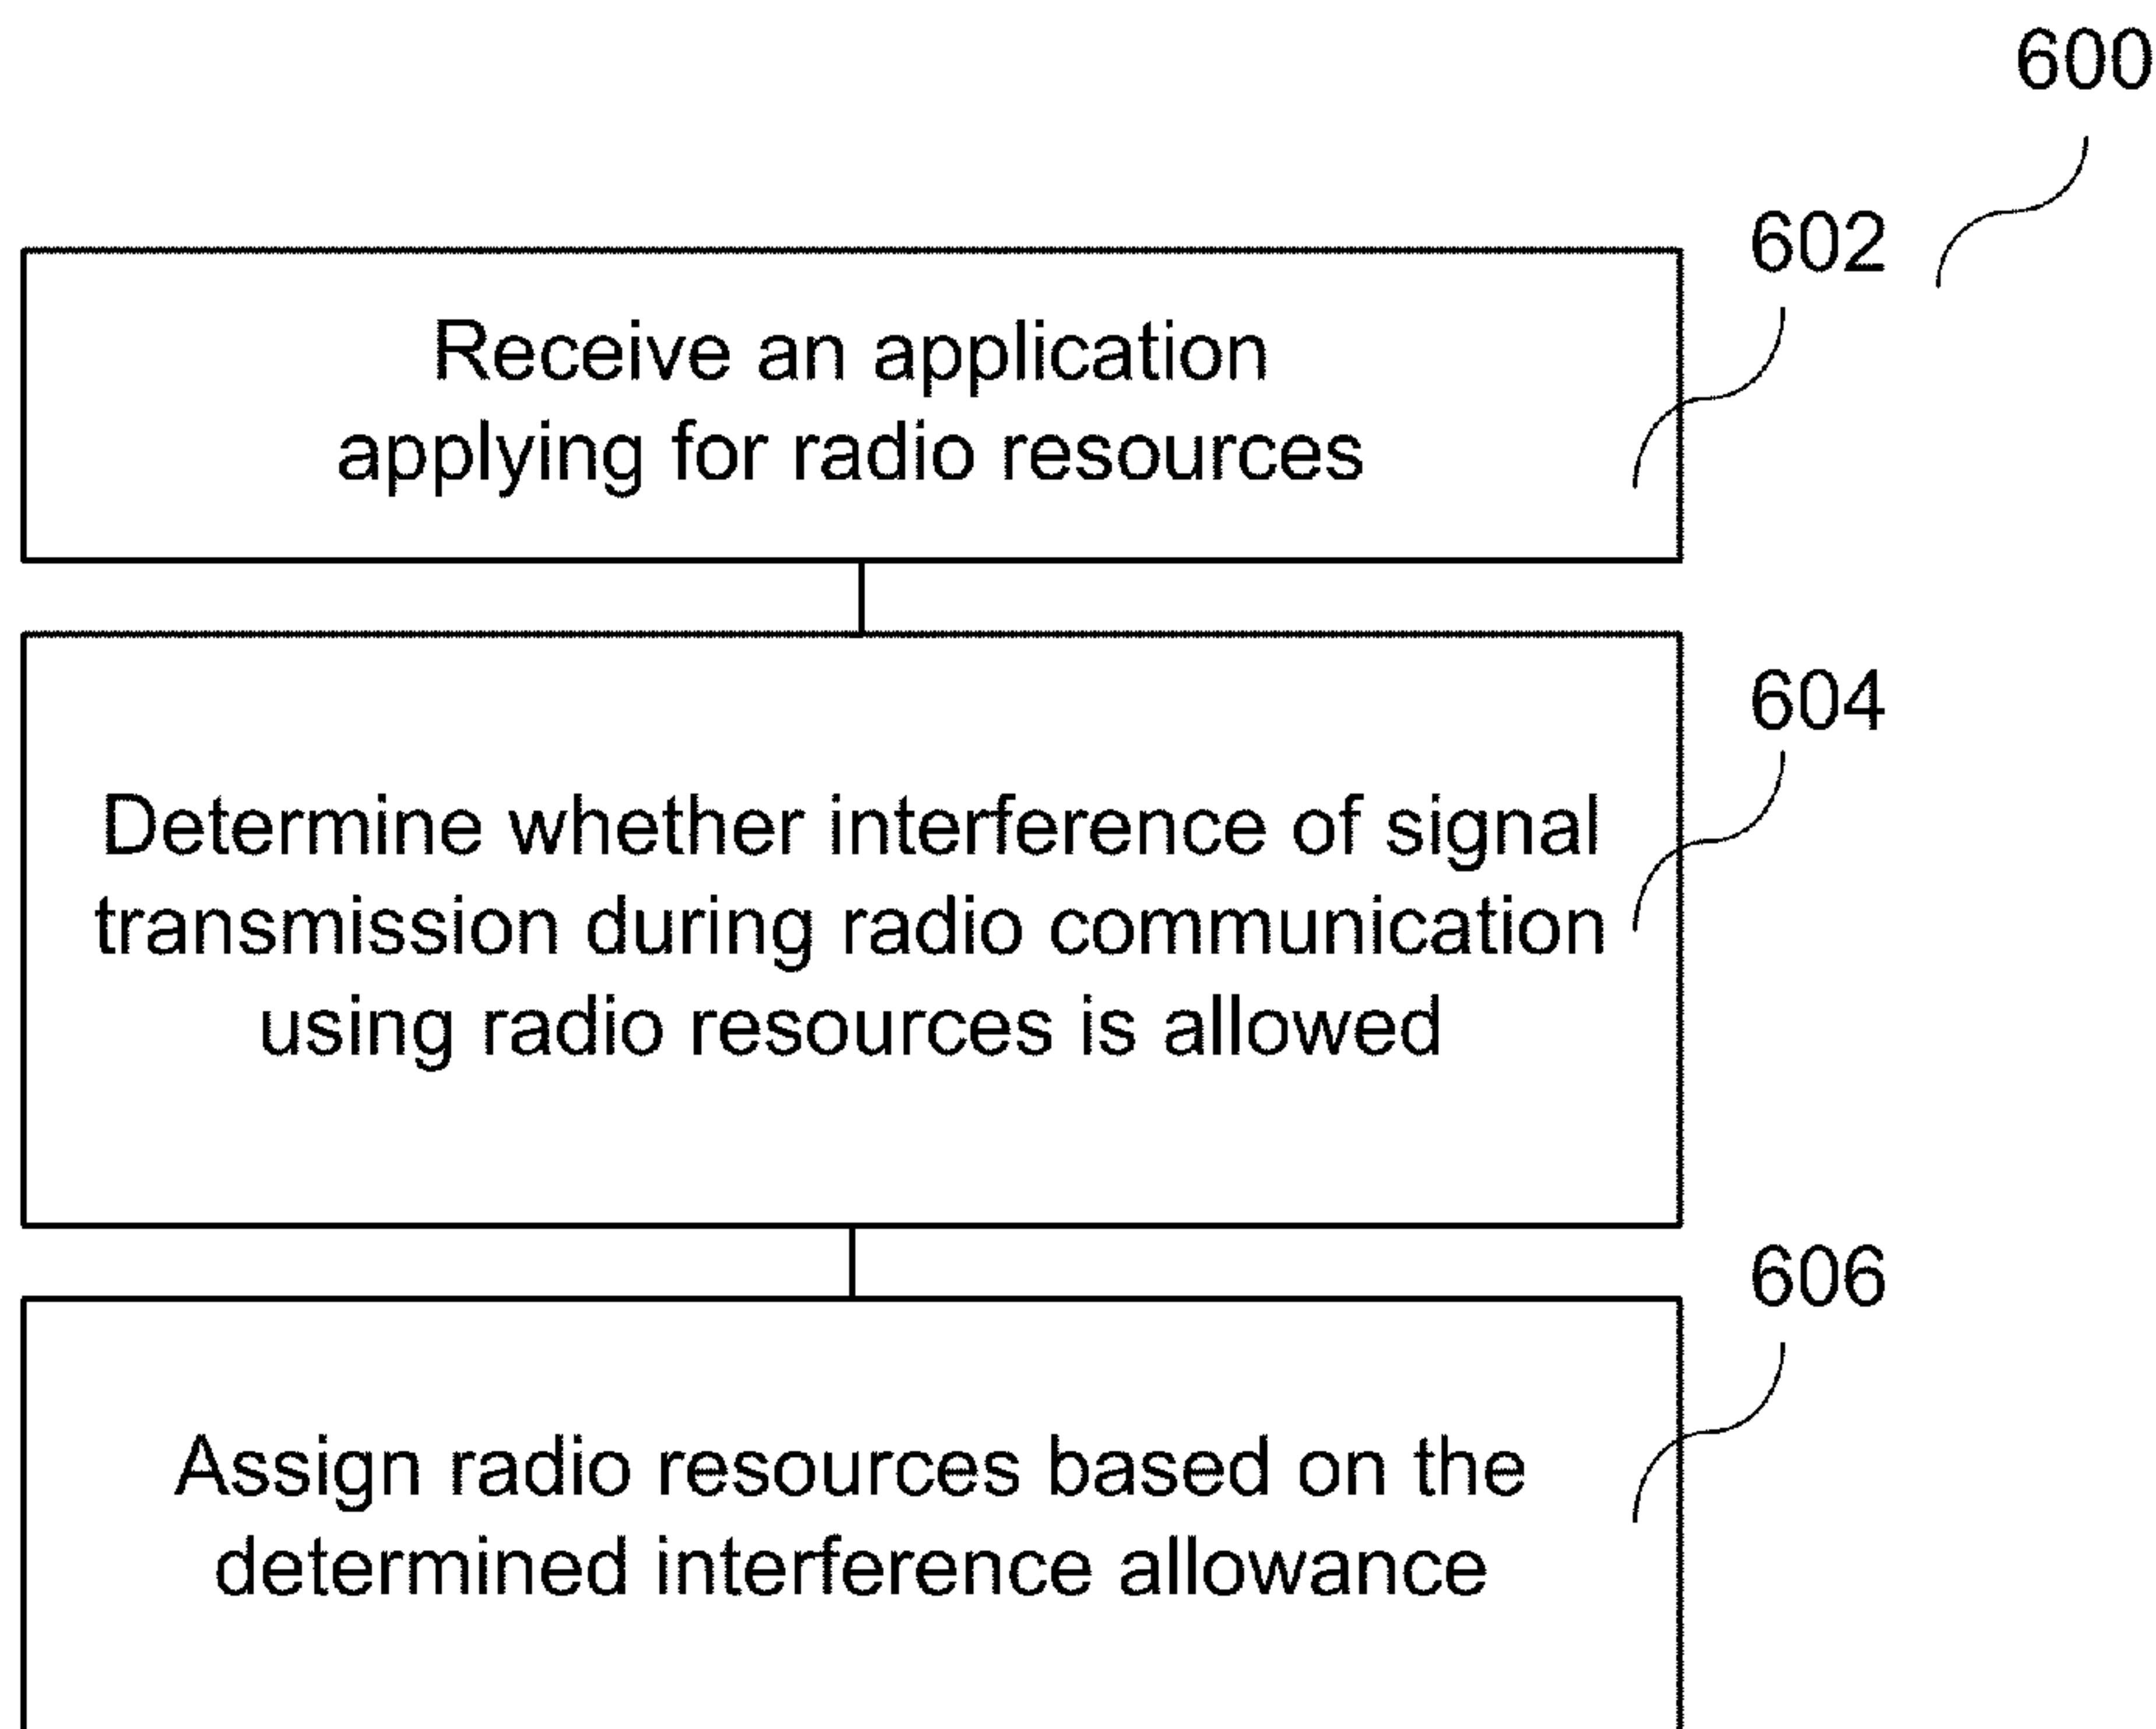 600
602
Receive an application
applying for radio resources
604
Determine whether interference of signal
transmission during radio communication
using radio resources is allowed
606
Assign radio resources based on the
determined interference allowance